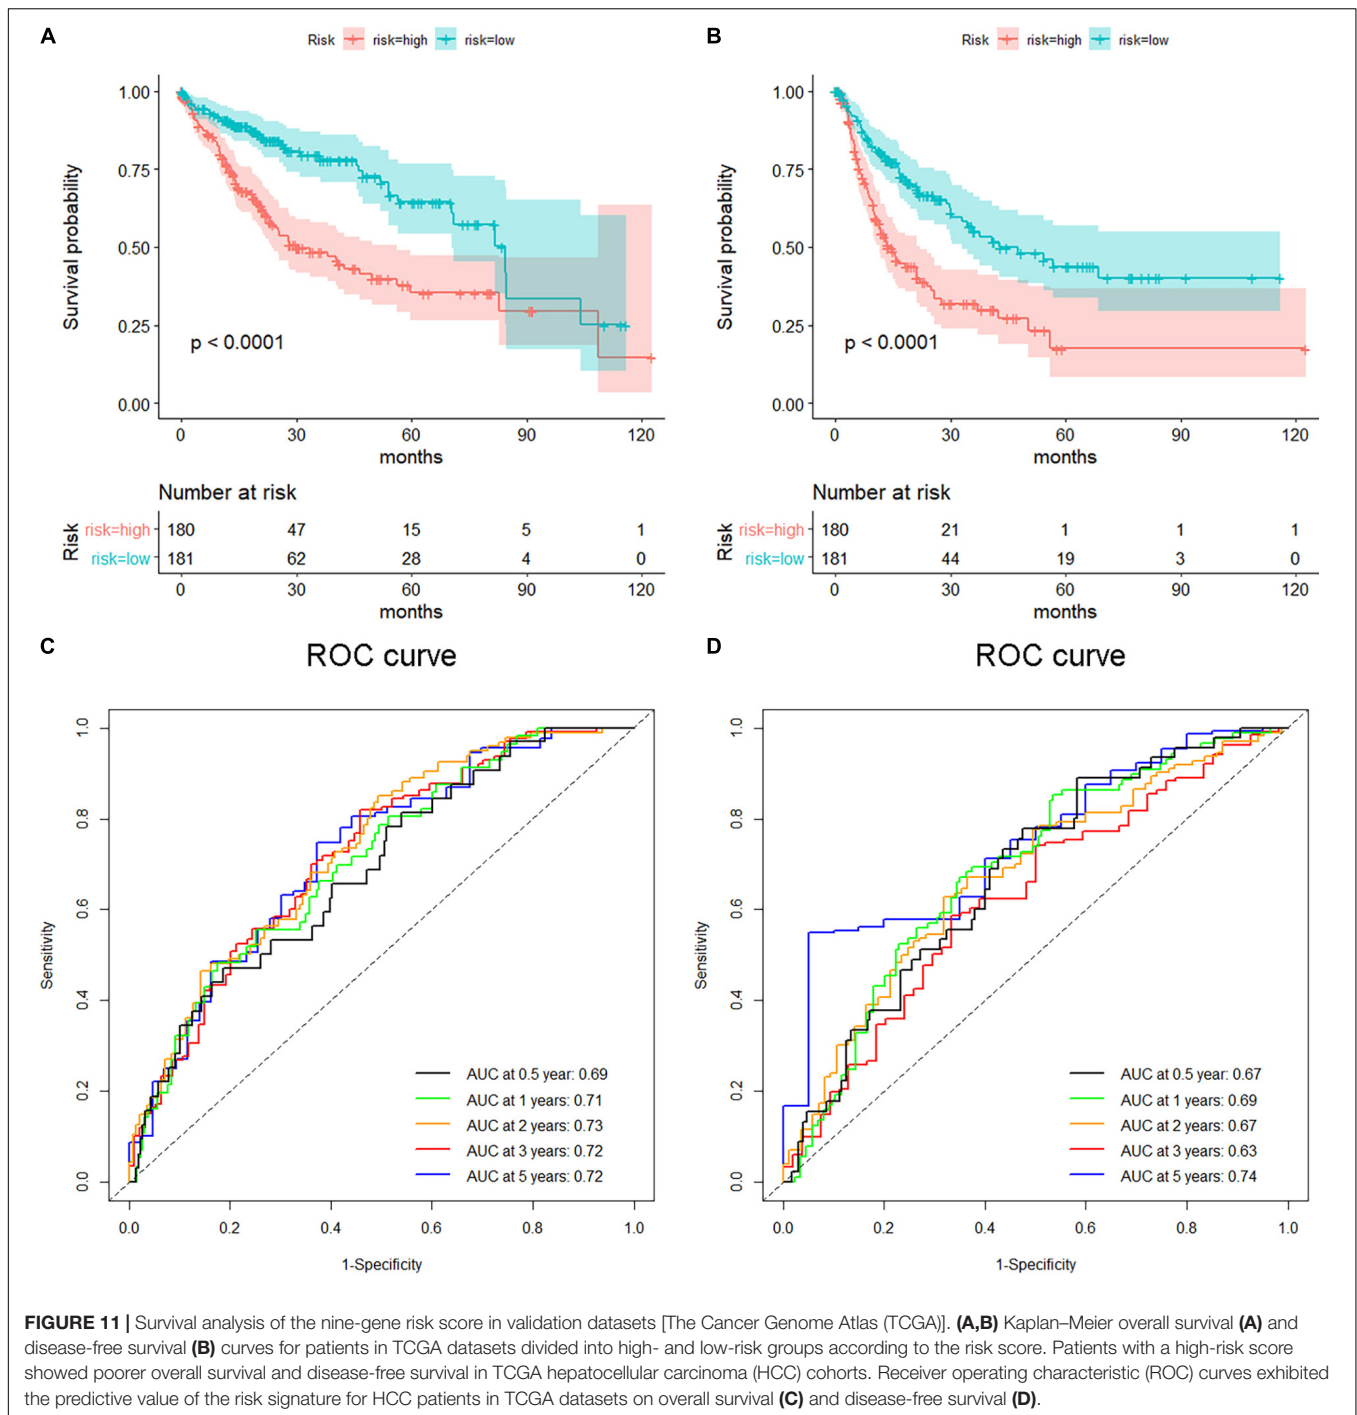 A
Risk risk=high risk=low
1.00
0.75
0.50
0.25
0.00
Survival probability
p < 0.0001
0 30 60 90 120
months
Number at risk
Risk
risk=high 180 47 15 5 1
risk=low 181 62 28 4 0
0 30 60 90 120
months
B
Risk risk=high risk=low
1.00
0.75
0.50
0.25
0.00
Survival probability
p < 0.0001
0 30 60 90 120
months
Number at risk
Risk
risk=high 180 21 1 1 1
risk=low 181 44 19 3 0
0 30 60 90 120
months
C
ROC curve
1.0
0.8
0.6
0.4
0.2
0.0
Sensitivity
AUC at 0.5 year: 0.69
AUC at 1 years: 0.71
AUC at 2 years: 0.73
AUC at 3 years: 0.72
AUC at 5 years: 0.72
0.0 0.2 0.4 0.6 0.8 1.0
1-Specificity
D
ROC curve
1.0
0.8
0.6
0.4
0.2
0.0
Sensitivity
AUC at 0.5 year: 0.67
AUC at 1 years: 0.69
AUC at 2 years: 0.67
AUC at 3 years: 0.63
AUC at 5 years: 0.74
0.0 0.2 0.4 0.6 0.8 1.0
1-Specificity
FIGURE 11 | Survival analysis of the nine-gene risk score in validation datasets [The Cancer Genome Atlas (TCGA)]. (A,B) Kaplan–Meier overall survival (A) and
disease-free survival (B) curves for patients in TCGA datasets divided into high- and low-risk groups according to the risk score. Patients with a high-risk score
showed poorer overall survival and disease-free survival in TCGA hepatocellular carcinoma (HCC) cohorts. Receiver operating characteristic (ROC) curves exhibited
the predictive value of the risk signature for HCC patients in TCGA datasets on overall survival (C) and disease-free survival (D).